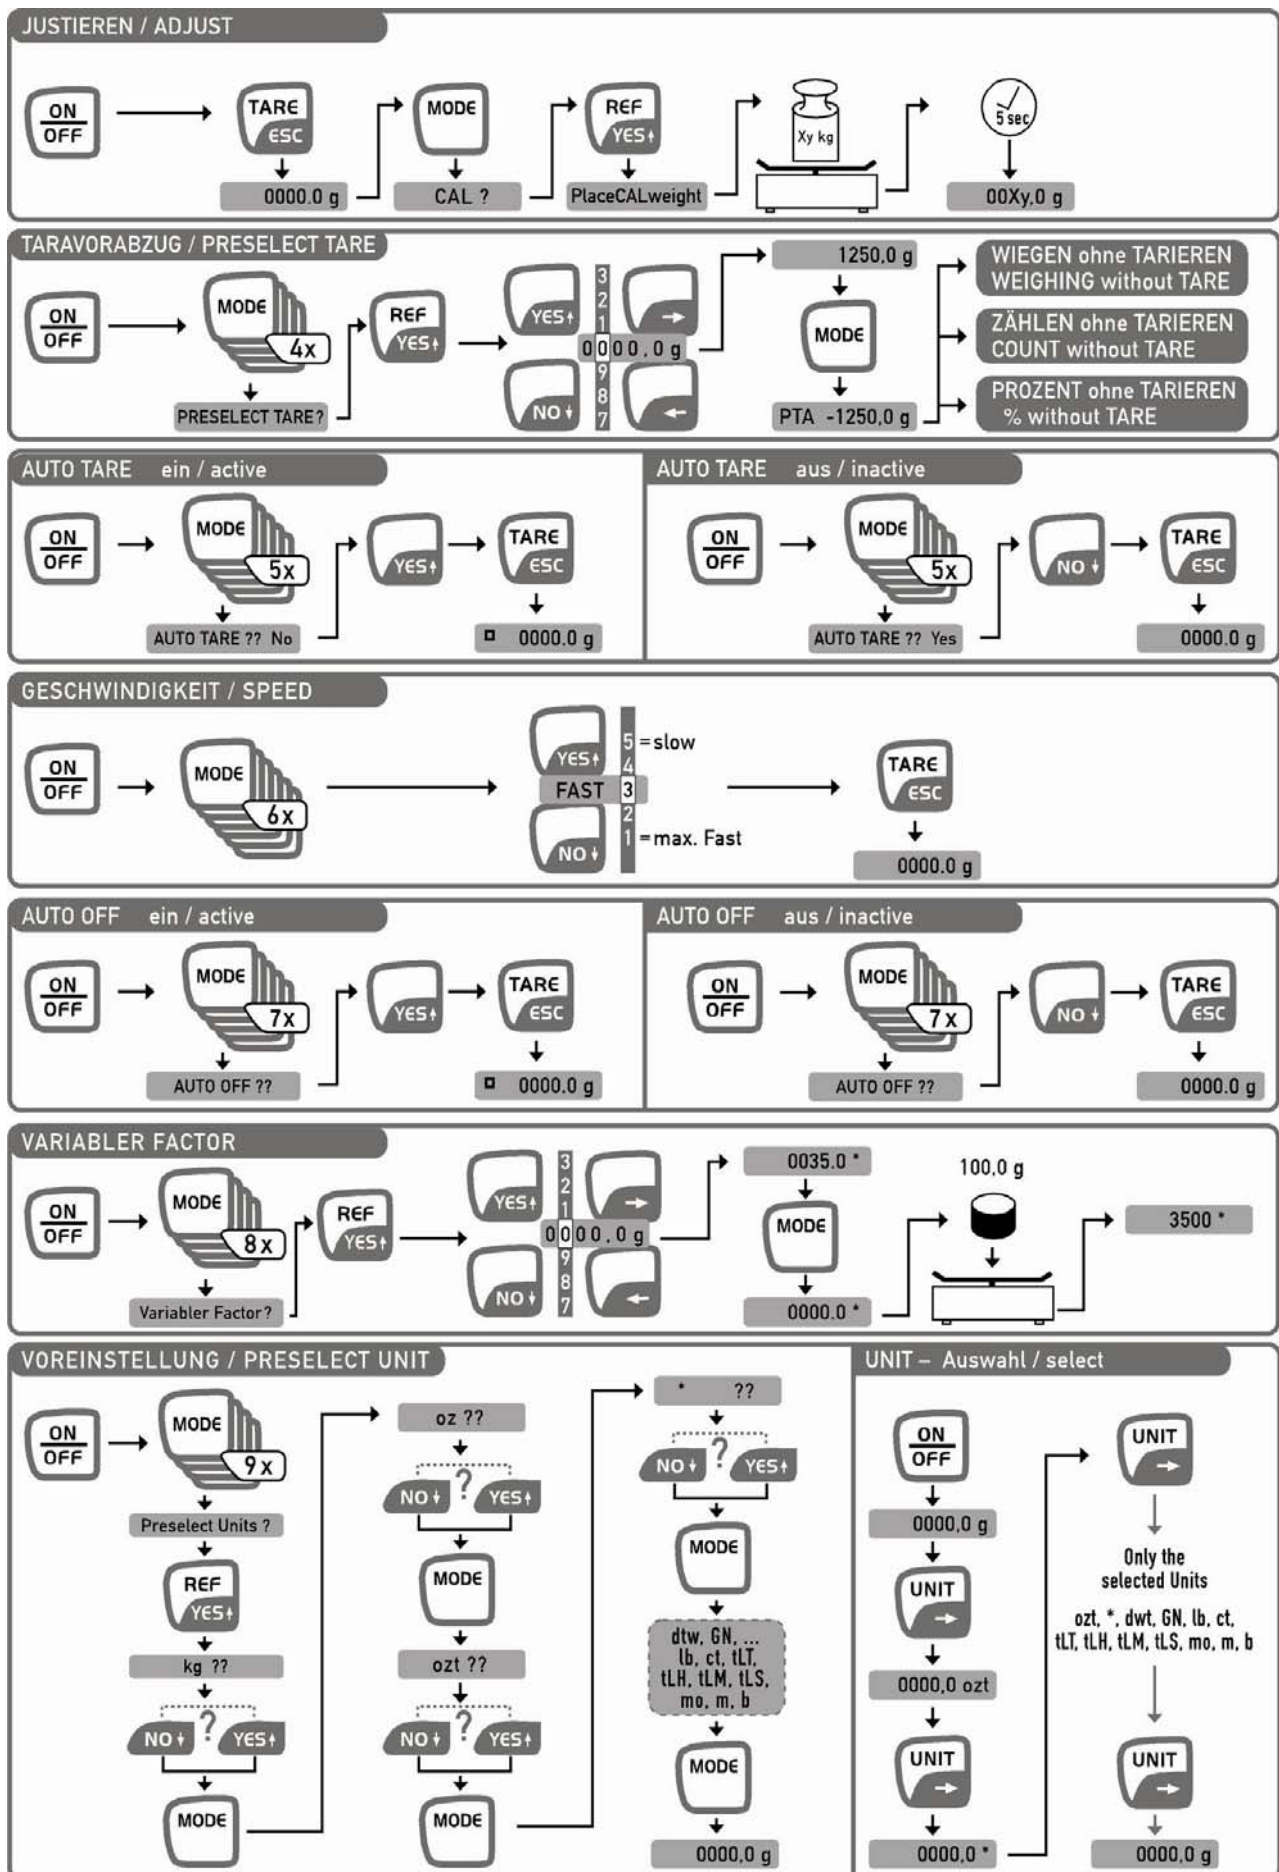 JUSTIEREN / ADJUST
ON
OFF
TARE
ESC
0000.0 g
MODE
CAL ?
REF
YES↑
PlaceCALweight
Xy kg
5 sec
00Xy,0 g
TARAVORABZUG / PRESELECT TARE
ON
OFF
MODE
4x
PRESELECT TARE?
REF
YES↑
YES↑
→
3
2
1
0000,0 g
9
8
7
NO↓
←
1250,0 g
MODE
PTA -1250,0 g
WIEGEN ohne TARIEREN
WEIGHING without TARE
ZÄHLEN ohne TARIEREN
COUNT without TARE
PROZENT ohne TARIEREN
% without TARE
AUTO TARE ein / active
ON
OFF
MODE
5x
AUTO TARE ?? No
YES↑
TARE
ESC
0000.0 g
AUTO TARE aus / inactive
ON
OFF
MODE
5x
AUTO TARE ?? Yes
NO↓
TARE
ESC
0000.0 g
GESCHWINDIGKEIT / SPEED
ON
OFF
MODE
6x
YES↑
5 = slow
4
FAST 3
2
1 = max. Fast
NO↓
TARE
ESC
0000.0 g
AUTO OFF ein / active
ON
OFF
MODE
7x
AUTO OFF ??
YES↑
TARE
ESC
0000.0 g
AUTO OFF aus / inactive
ON
OFF
MODE
7x
AUTO OFF ??
NO↓
TARE
ESC
0000.0 g
VARIABLER FACTOR
ON
OFF
MODE
8x
Variabler Factor?
REF
YES↑
YES↑
→
3
2
1
0000,0 g
9
8
7
NO↓
←
0035.0 *
MODE
0000.0 *
100,0 g
3500 *
VOREINSTELLUNG / PRESELECT UNIT
ON
OFF
MODE
9x
Preselect Units ?
REF
YES↑
kg ??
?
NO↓ YES↑
MODE
oz ??
?
NO↓ YES↑
MODE
ozt ??
?
NO↓ YES↑
MODE
* ??
?
NO↓ YES↑
MODE
dtw, GN, ...
lb, ct, tLT,
tLH, tLM, tLS,
mo, m, b
MODE
0000,0 g
UNIT – Auswahl / select
ON
OFF
0000,0 g
UNIT
→
0000,0 ozt
UNIT
→
0000,0 *
UNIT
→
Only the
selected Units
ozt, *, dwt, GN, lb, ct,
tLT, tLH, tLM, tLS, mo, m, b
UNIT
→
0000,0 g